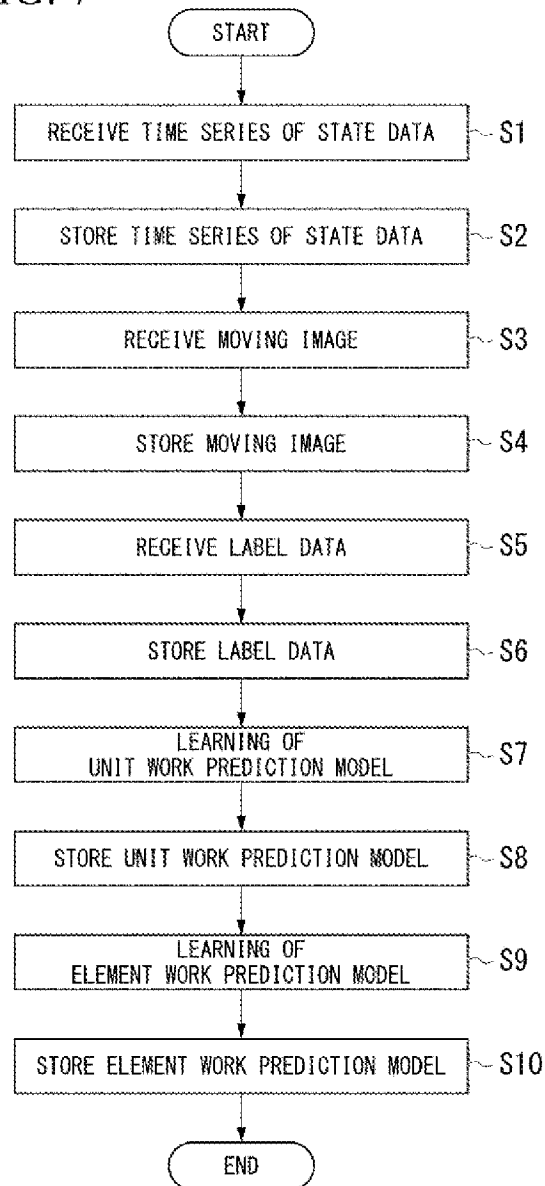 FIG. 7
START
RECEIVE TIME SERIES OF STATE DATA S1
STORE TIME SERIES OF STATE DATA S2
RECEIVE MOVING IMAGE S3
STORE MOVING IMAGE S4
RECEIVE LABEL DATA S5
STORE LABEL DATA S6
LEARNING OF
UNIT WORK PREDICTION MODEL S7
STORE UNIT WORK PREDICTION MODEL S8
LEARNING OF
ELEMENT WORK PREDICTION MODEL S9
STORE ELEMENT WORK PREDICTION MODEL S10
END